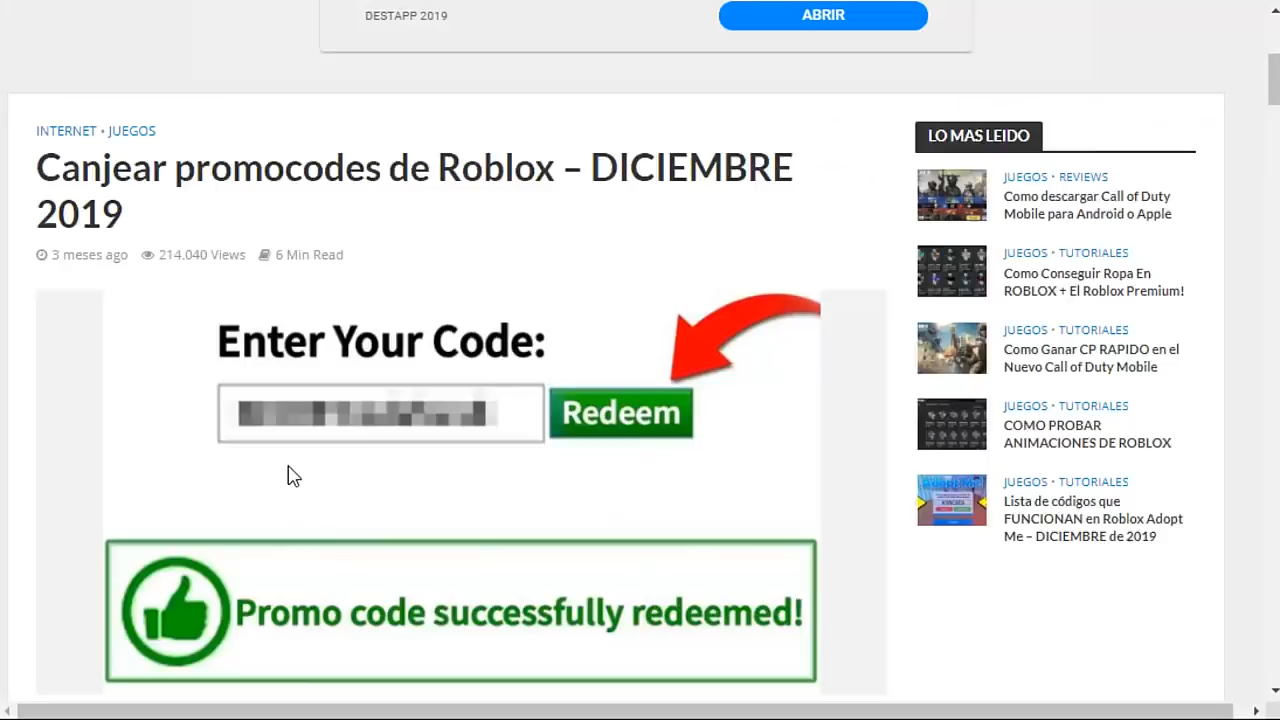 DESTAPP 2019
ABRIR
INTERNET • JUEGOS
Canjear promocodes de Roblox – DICIEMBRE
2019
3 meses ago 214.040 Views 6 Min Read
Enter Your Code:
Redeem
Promo code successfully redeemed!
LO MAS LEIDO
JUEGOS • REVIEWS
Como descargar Call of Duty
Mobile para Android o Apple
JUEGOS • TUTORIALES
Como Conseguir Ropa En
ROBLOX + El Roblox Premium!
JUEGOS • TUTORIALES
Como Ganar CP RAPIDO en el
Nuevo Call of Duty Mobile
JUEGOS • TUTORIALES
COMO PROBAR
ANIMACIONES DE ROBLOX
JUEGOS • TUTORIALES
Lista de códigos que
FUNCIONAN en Roblox Adopt
Me – DICIEMBRE de 2019